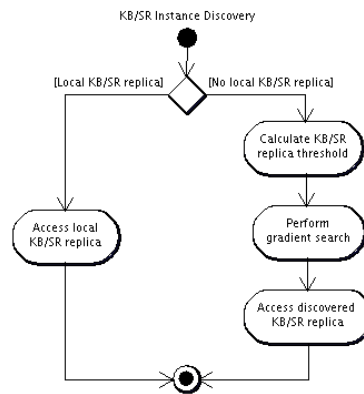 KB/SR Instance Discovery
[Local KB/SR replica]
[No local KB/SR replica]
Calculate KB/SR
replica threshold
Access local
KB/SR replica
Perform
gradient search
Access discovered
KB/SR replica